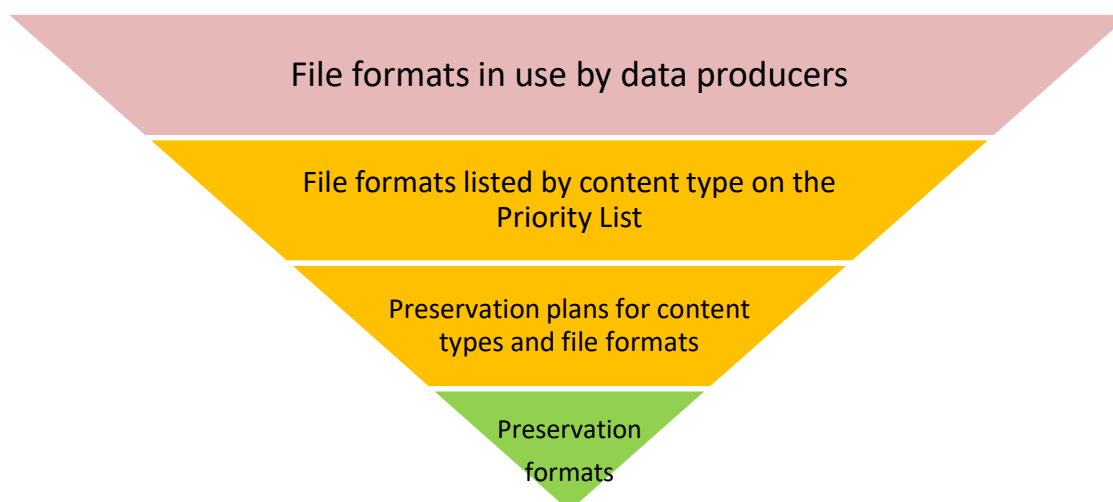 File formats in use by data producers
File formats listed by content type on the
Priority List
Preservation plans for content
types and file formats
Preservation
formats